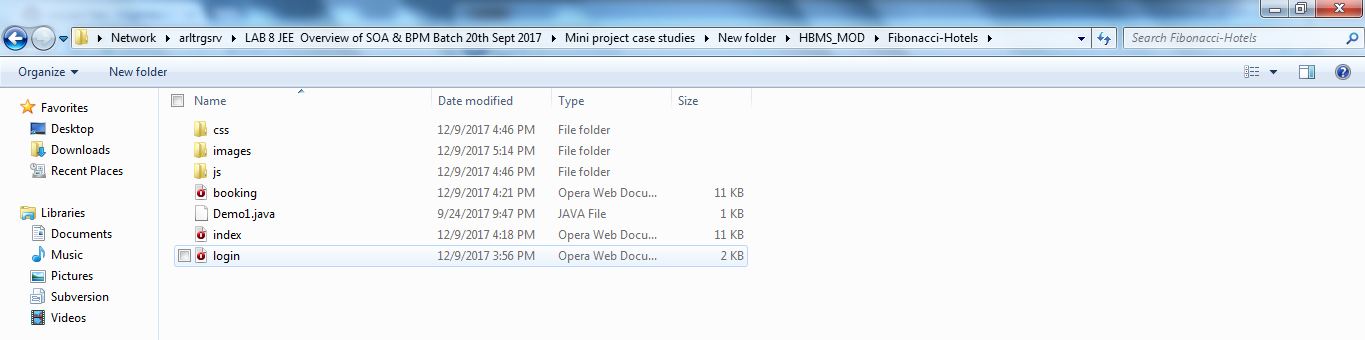 Network ▸ arltrgsrv ▸ LAB 8 JEE  Overview of SOA & BPM Batch 20th Sept 2017 ▸ Mini project case studies ▸ New folder ▸ HBMS_MOD ▸ Fibonacci-Hotels ▸ Search Fibonacci-Hotels
Organize New folder
Name Date modified Type Size
Favorites
Desktop
Downloads
Recent Places
Libraries
Documents
Music
Pictures
Subversion
Videos
css 12/9/2017 4:46 PM File folder
images 12/9/2017 5:14 PM File folder
js 12/9/2017 4:46 PM File folder
booking 12/9/2017 4:21 PM Opera Web Docu... 11 KB
Demo1.java 9/24/2017 9:47 PM JAVA File 1 KB
index 12/9/2017 4:18 PM Opera Web Docu... 11 KB
login 12/9/2017 3:56 PM Opera Web Docu... 2 KB